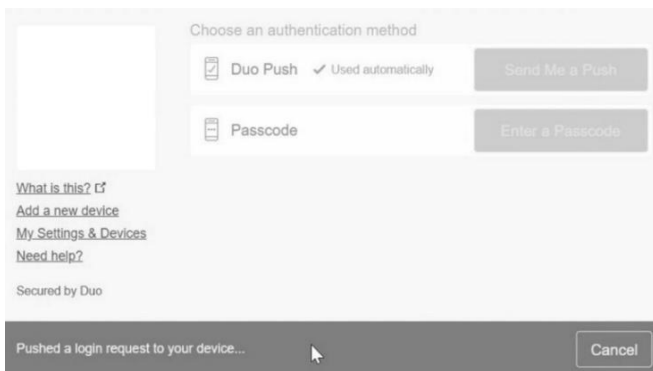 Choose an authentication method
Duo Push ✓ Used automatically
Send Me a Push
Passcode
Enter a Passcode
What is this?
Add a new device
My Settings & Devices
Need help?
Secured by Duo
Pushed a login request to your device...
Cancel